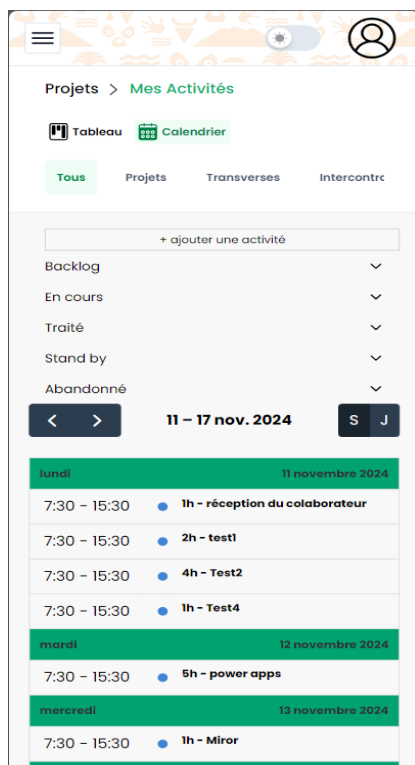 Projets > Mes Activités
Tableau Calendrier
Tous Projets Transverses Intercontrc
+ ajouter une activité
Backlog
En cours
Traité
Stand by
Abandonné
11 – 17 nov. 2024 S J
lundi 11 novembre 2024
7:30 - 15:30 1h - réception du colaborateur
7:30 - 15:30 2h - test1
7:30 - 15:30 4h - Test2
7:30 - 15:30 1h - Test4
mardi 12 novembre 2024
7:30 - 15:30 5h - power apps
mercredi 13 novembre 2024
7:30 - 15:30 1h - Miror